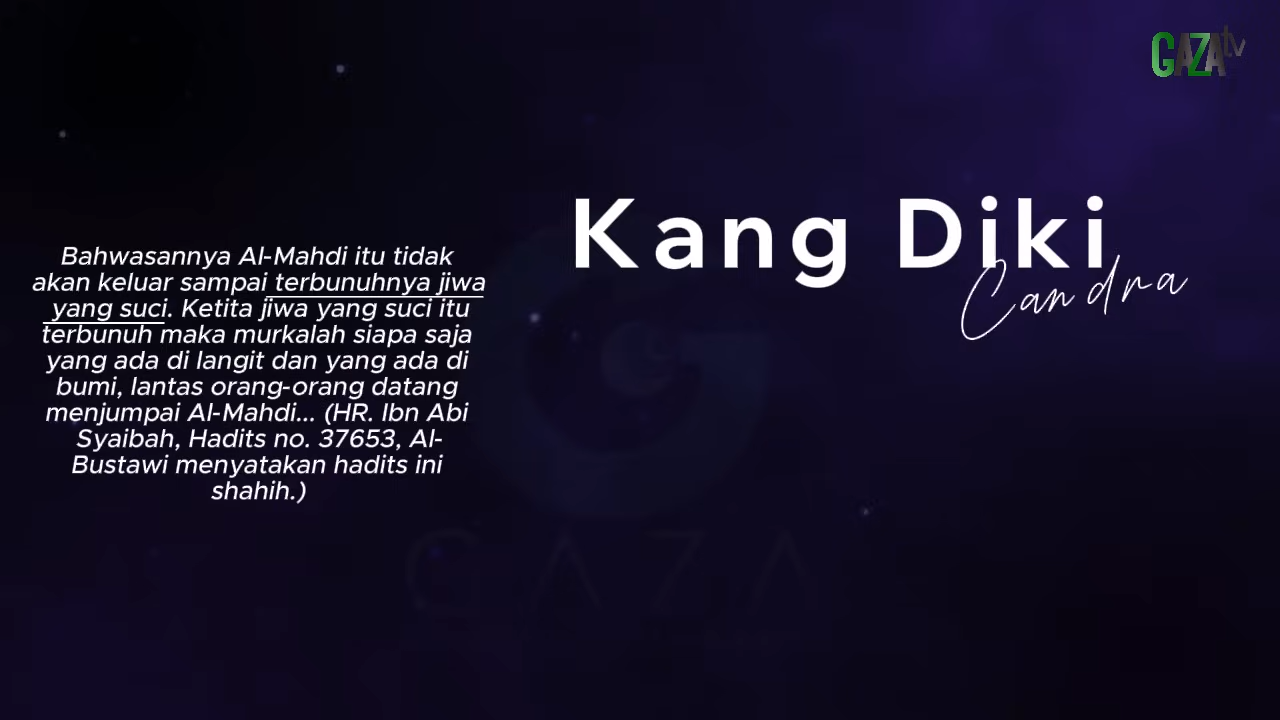 GAZAtv
Kang Diki
Candra
Bahwasannya Al-Mahdi itu tidak
akan keluar sampai terbunuhnya jiwa
yang suci. Ketita jiwa yang suci itu
terbunuh maka murkalah siapa saja
yang ada di langit dan yang ada di
bumi, lantas orang-orang datang
menjumpai Al-Mahdi... (HR. Ibn Abi
Syaibah, Hadits no. 37653, Al-
Bustawi menyatakan hadits ini
shahih.)
GAZA